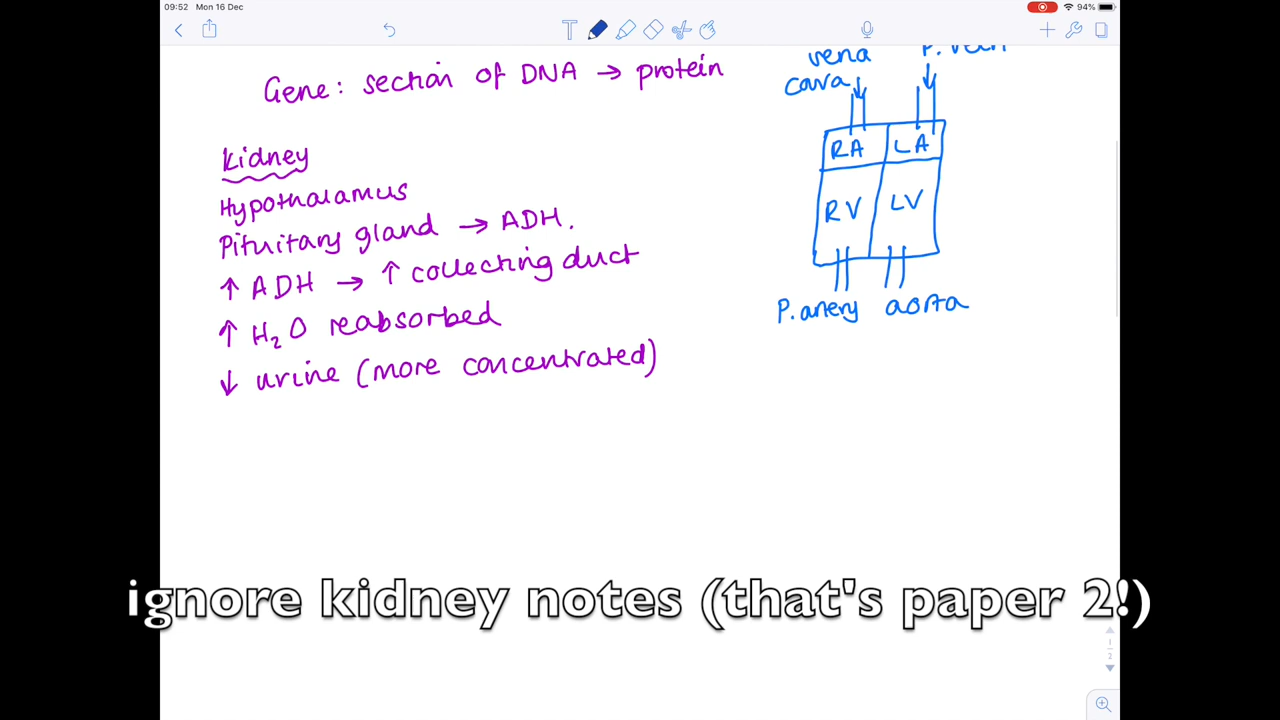 09:52 Mon 16 Dec
94%
Gene: section of DNA → protein
Kidney
Hypothalamus
Pituitary gland → ADH.
↑ ADH → ↑ collecting duct
↑ H₂O reabsorbed
↓ urine (more concentrated)
vena
cava
P. vein
RA LA
RV LV
P. artery aorta
ignore kidney notes (that's paper 2!)